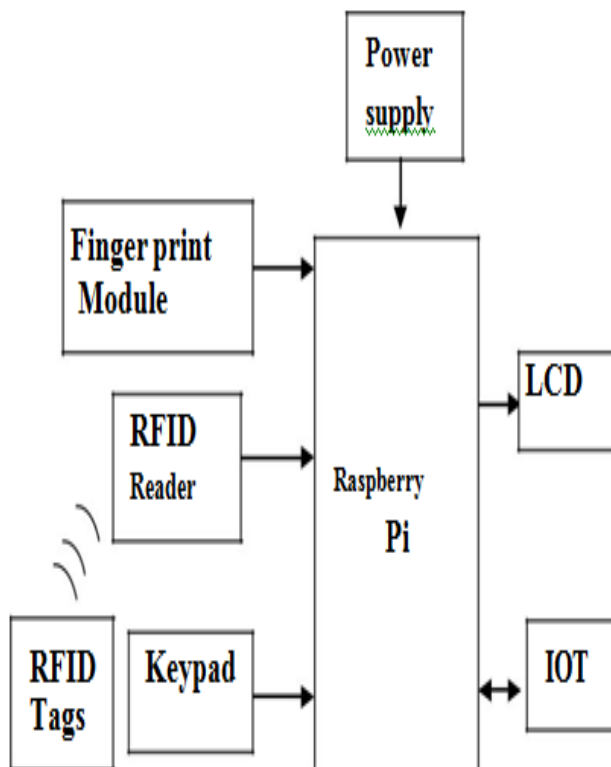 Power
supply
Finger print
Module
LCD
RFID
Reader
Raspberry
Pi
RFID
Tags
Keypad
IOT